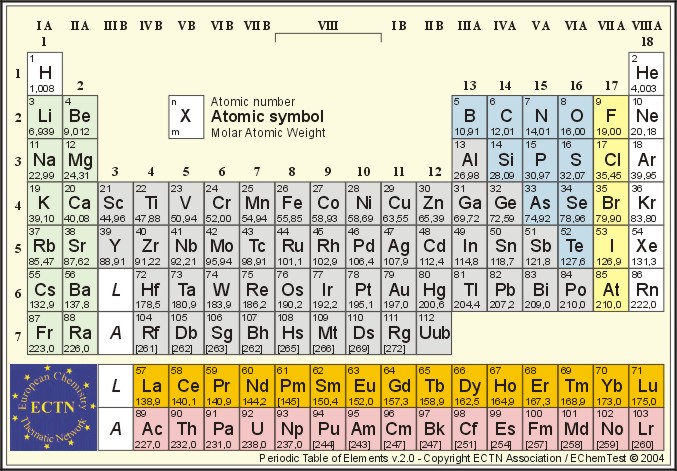 I A II A III B IV B V B VI B VII B VIII I B II B III A IV A V A VI A VII A VIII A
1 18
1 2
1 H 2 He
1,008 2 4,003
13 14 15 16 17
n Atomic number
X Atomic symbol
m Molar Atomic Weight
3 4 5 6 7 8 9 10
2 Li Be B C N O F Ne
6,939 9,012 10,91 12,01 14,01 16,00 19,00 20,18
11 12 13 14 15 16 17 18
3 Na Mg Al Si P S Cl Ar
22,99 24,31 26,98 28,09 30,97 32,07 35,45 39,95
3 4 5 6 7 8 9 10 11 12
19 20 21 22 23 24 25 26 27 28 29 30 31 32 33 34 35 36
4 K Ca Sc Ti V Cr Mn Fe Co Ni Cu Zn Ga Ge As Se Br Kr
39,10 40,08 44,96 47,88 50,94 52,00 54,94 55,85 58,93 58,69 63,55 65,39 69,72 72,59 74,92 78,96 79,90 83,80
37 38 39 40 41 42 43 44 45 46 47 48 49 50 51 52 53 54
5 Rb Sr Y Zr Nb Mo Tc Ru Rh Pd Ag Cd In Sn Sb Te I Xe
85,47 87,62 88,91 91,22 92,21 95,94 98,91 101,1 102,9 106,4 107,9 112,4 114,8 118,7 121,8 127,6 126,9 131,3
55 56 72 73 74 75 76 77 78 79 80 81 82 83 84 85 86
6 Cs Ba L Hf Ta W Re Os Ir Pt Au Hg Tl Pb Bi Po At Rn
132,9 137,8 178,5 180,9 183,9 186,2 190,2 192,2 195,1 197,0 200,6 204,4 207,2 209,0 210,0 210,0 222,0
87 88 104 105 106 107 108 109 110 111 112
7 Fr Ra A Rf Db Sg Bh Hs Mt Ds Rg Uub
223,0 226,0 [261] [262] [263] [262] [265] [266] [269] [272]
European Chemistry
ECTN
Thematic Network
57 58 59 60 61 62 63 64 65 66 67 68 69 70 71
L La Ce Pr Nd Pm Sm Eu Gd Tb Dy Ho Er Tm Yb Lu
138,9 140,1 140,9 144,2 [145] 150,4 152,0 157,3 158,9 162,5 164,9 167,3 168,9 173,0 175,0
89 90 91 92 93 94 95 96 97 98 99 100 101 102 103
A Ac Th Pa U Np Pu Am Cm Bk Cf Es Fm Md No Lr
227,0 232,0 231,0 238,0 237,0 [244] [243] [247] [247] [251] [254] [257] [258] [259] [260]
Periodic Table of Elements v.2.0 - Copyright ECTN Association / EChemTest © 2004